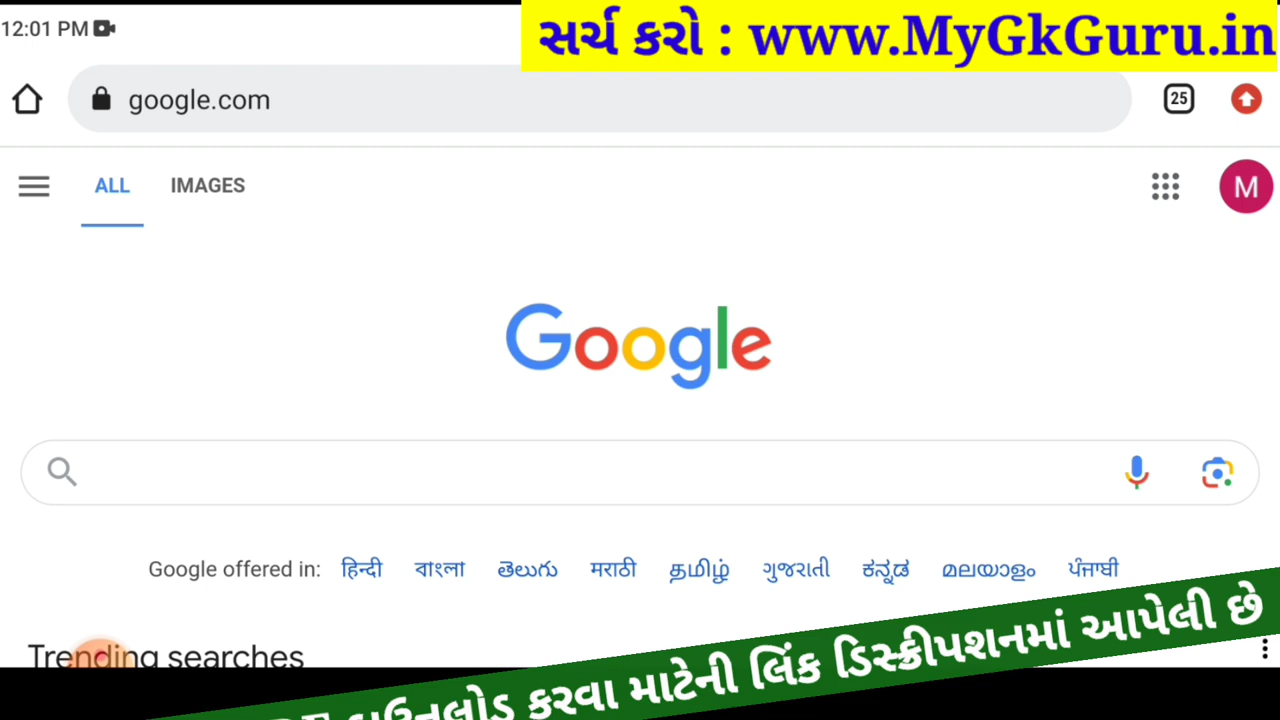 12:01 PM
સર્ચ કરો : www.MyGkGuru.in
google.com
25
ALL IMAGES
M
Google
Google offered in: हिन्दी বাংলা తెలుగు मराठी தமிழ் ગુજરાતી ಕನ್ನಡ മലയാളം ਪੰਜਾਬੀ
Trending searches
ડાઉનલોડ કરવા માટેની લિંક ડિસ્ક્રીપશનમાં આપેલી છે